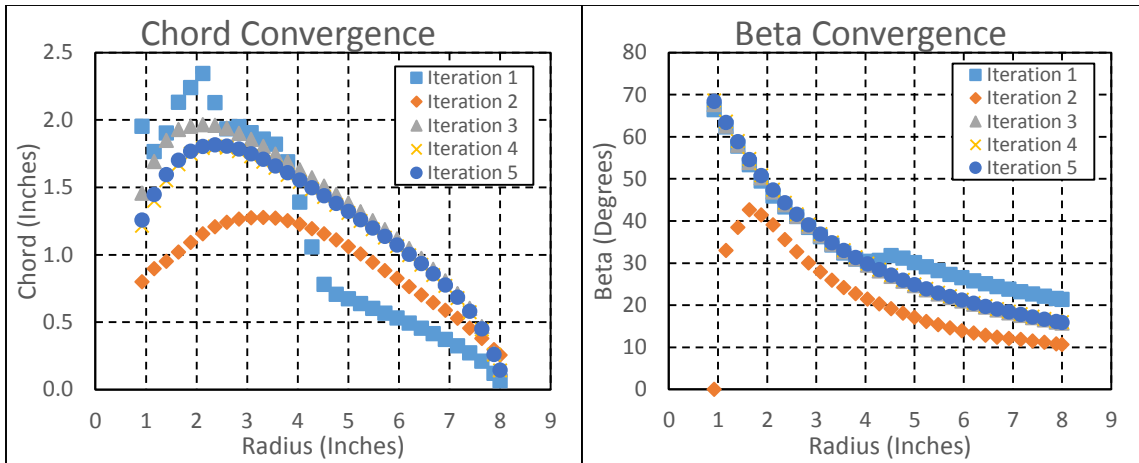 Chord Convergence
2.5
2.0
1.5
1.0
0.5
0.0
Chord (Inches)
Iteration 1
Iteration 2
Iteration 3
Iteration 4
Iteration 5
0 1 2 3 4 5 6 7 8 9
Radius (Inches)
Beta Convergence
80
70
60
50
40
30
20
10
0
Beta (Degrees)
Iteration 1
Iteration 2
Iteration 3
Iteration 4
Iteration 5
0 1 2 3 4 5 6 7 8 9
Radius (Inches)